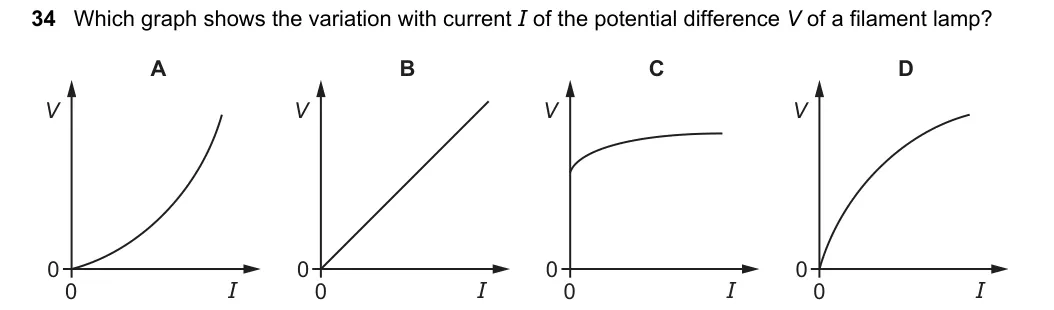 34 Which graph shows the variation with current I of the potential difference V of a filament lamp?
A B C D
V V V V
0 0 0 0
0 I 0 I 0 I 0 I